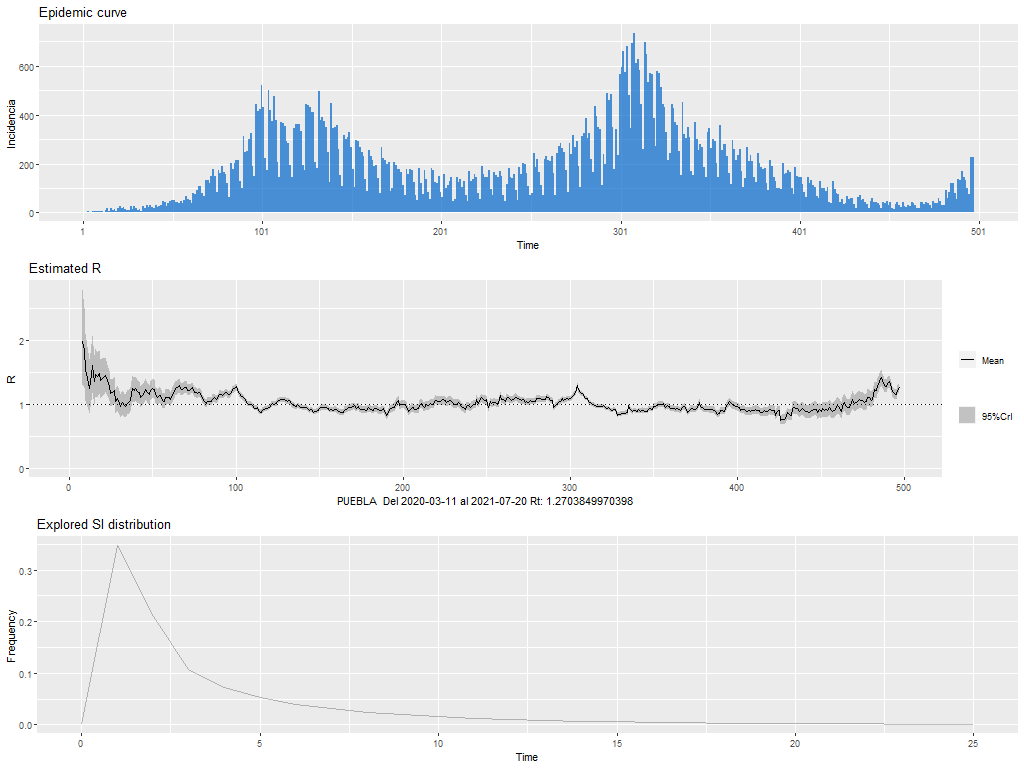 Epidemic curve
Incidencia
600
400
200
0
1
101
201
301
401
501
Time
Estimated R
R
2
1
0
0
100
200
300
400
500
Mean
95%CrI
PUEBLA Del 2020-03-11 al 2021-07-20 Rt: 1.2703849970398
Explored SI distribution
Frequency
0.3
0.2
0.1
0.0
0
5
10
15
20
25
Time